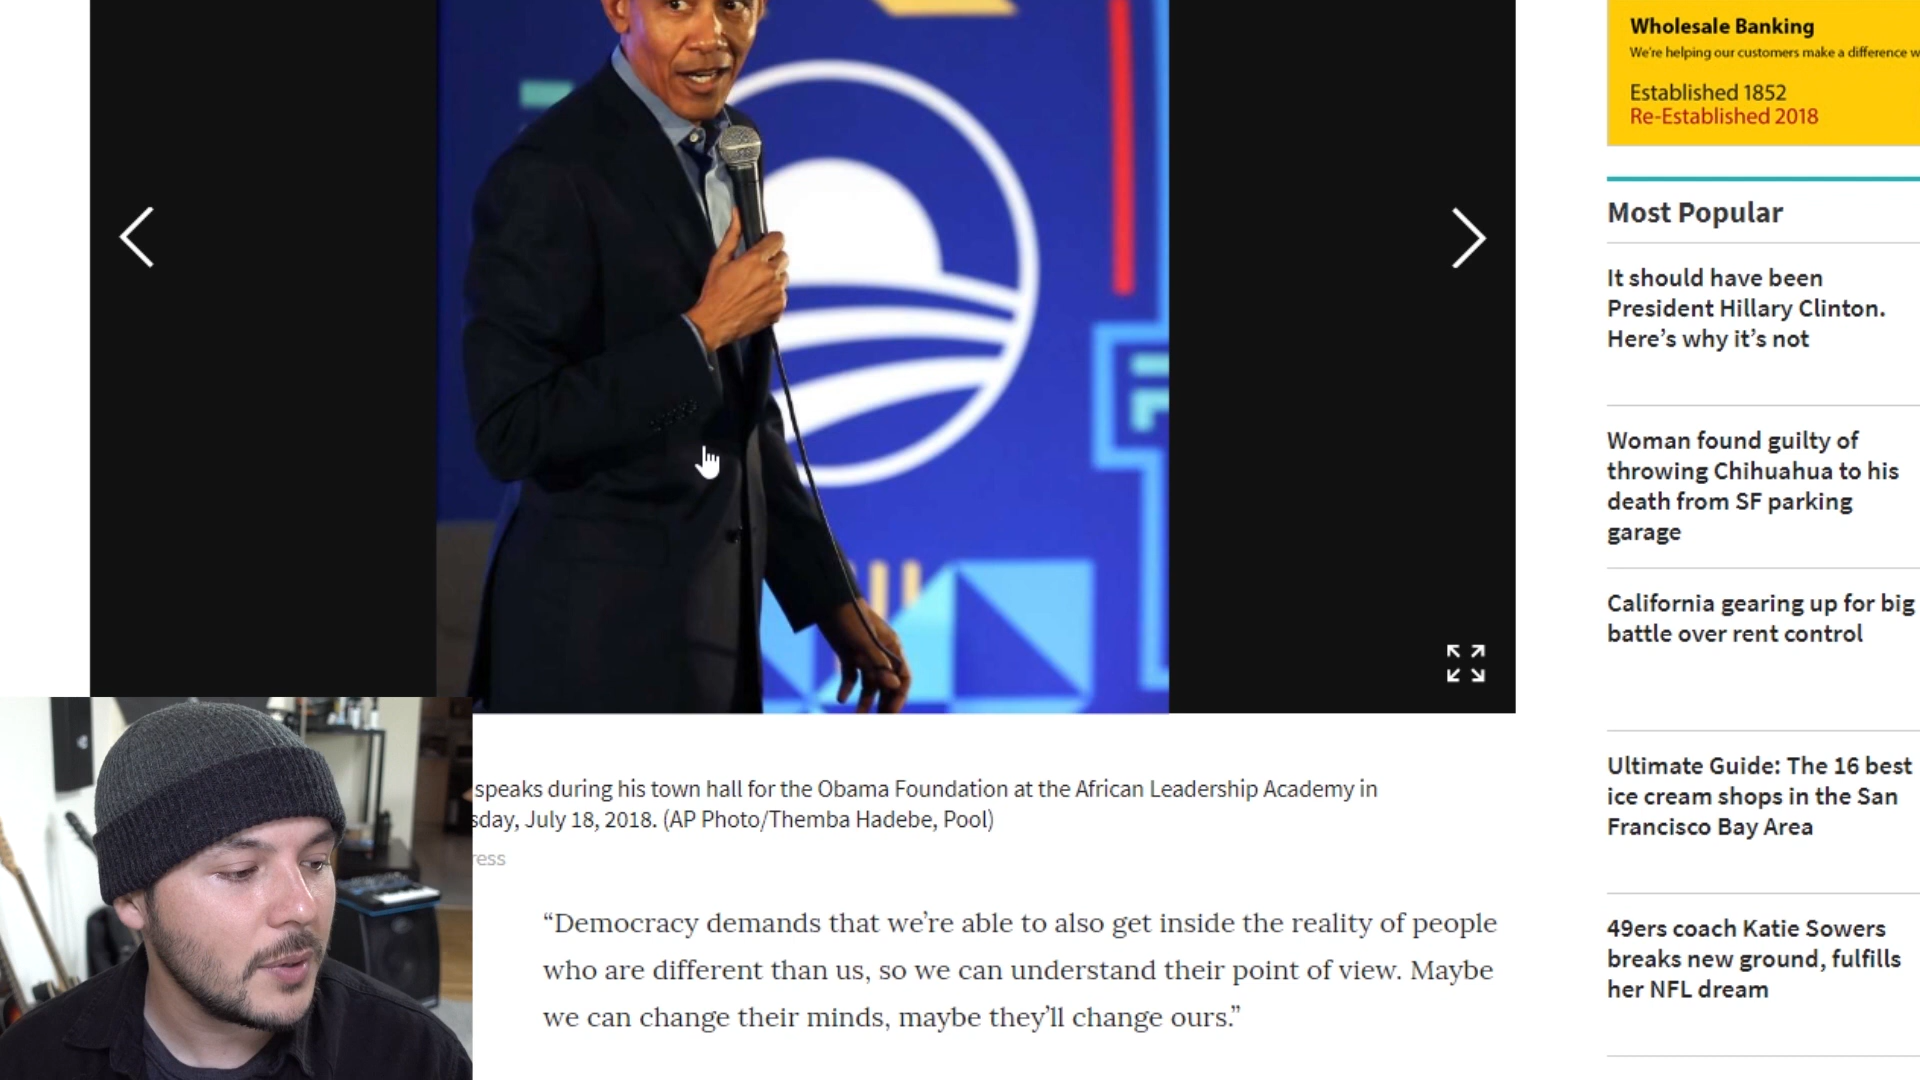 Wholesale Banking
We're helping our customers make a difference
Established 1852
Re-Established 2018
Most Popular
It should have been
President Hillary Clinton.
Here's why it's not
Woman found guilty of
throwing Chihuahua to his
death from SF parking
garage
California gearing up for big
battle over rent control
Ultimate Guide: The 16 best
ice cream shops in the San
Francisco Bay Area
49ers coach Katie Sowers
breaks new ground, fulfills
her NFL dream
speaks during his town hall for the Obama Foundation at the African Leadership Academy in
sday, July 18, 2018. (AP Photo/Themba Hadebe, Pool)
ress
“Democracy demands that we're able to also get inside the reality of people
who are different than us, so we can understand their point of view. Maybe
we can change their minds, maybe they'll change ours.”